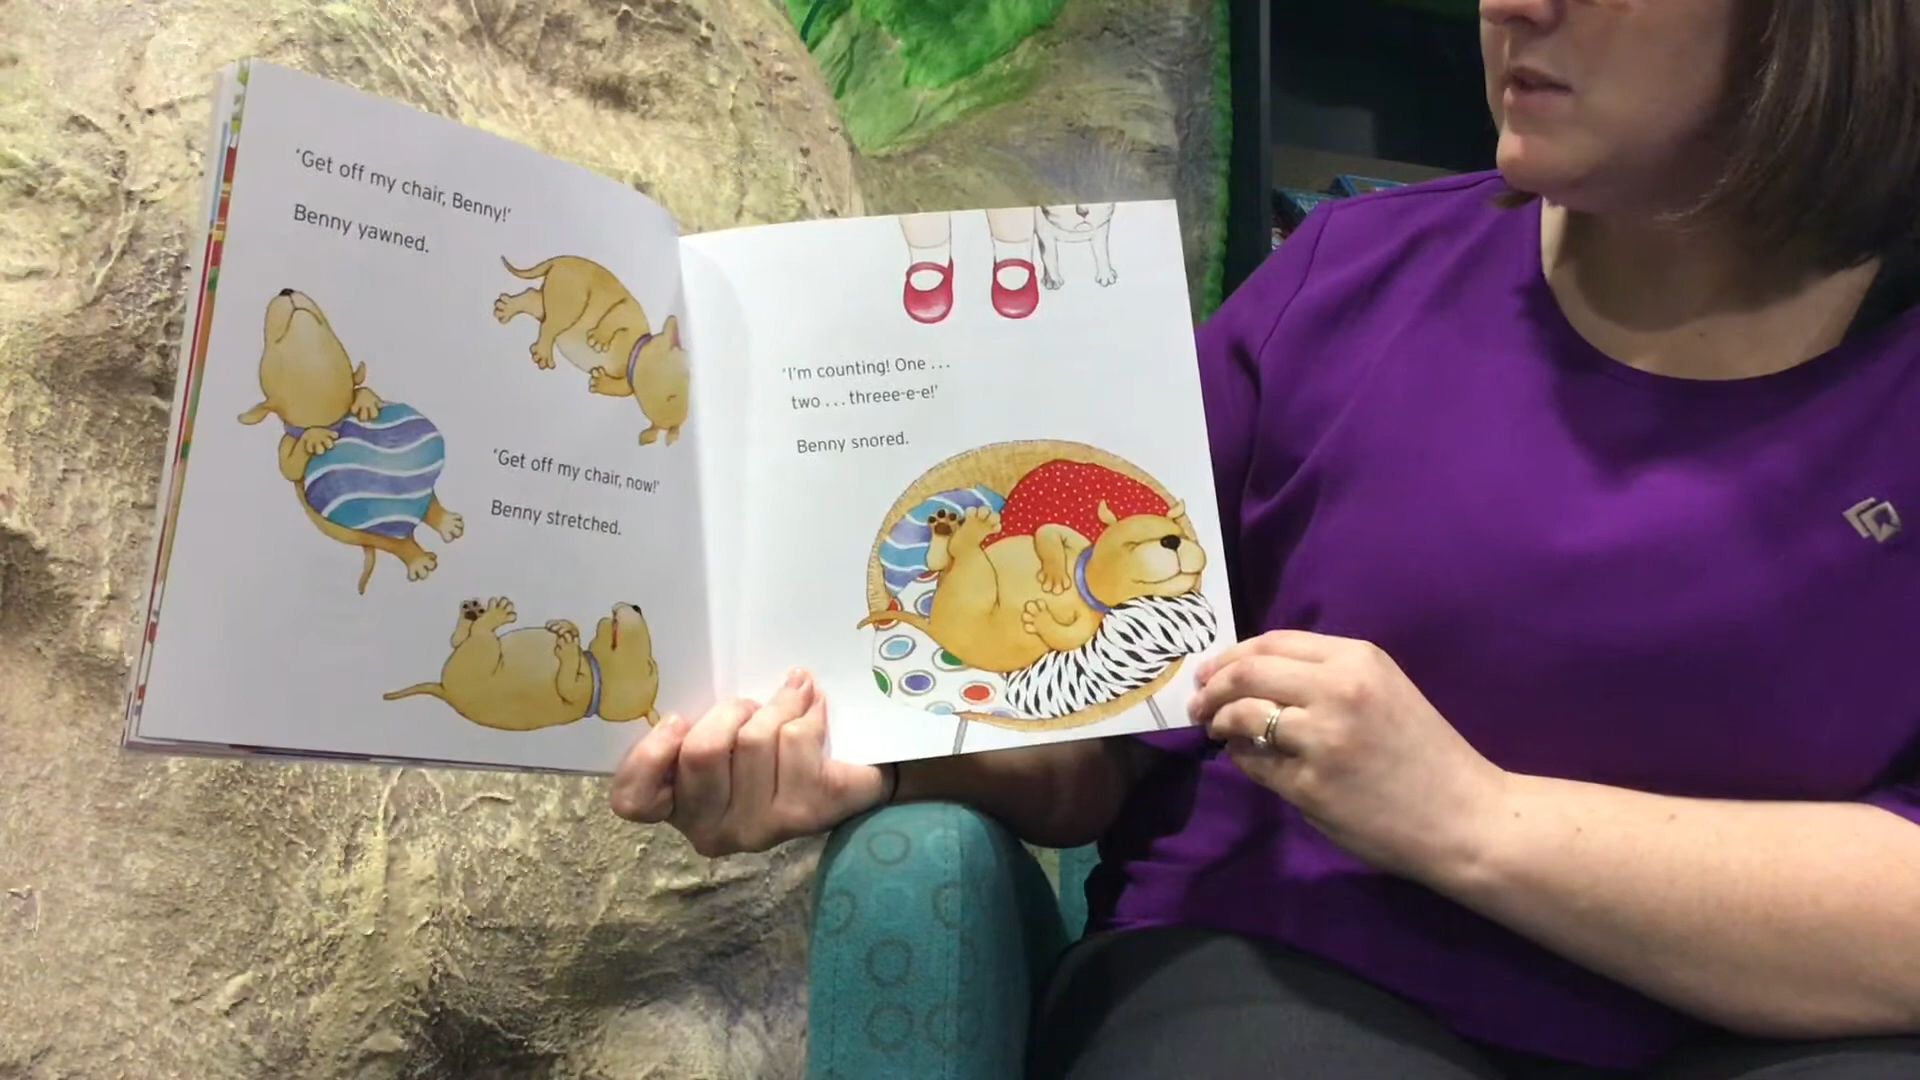 'Get off my chair, Benny!'
Benny yawned.
'Get off my chair, now!'
Benny stretched.
'I'm counting! One ...
two ... threee-e-e!'
Benny snored.